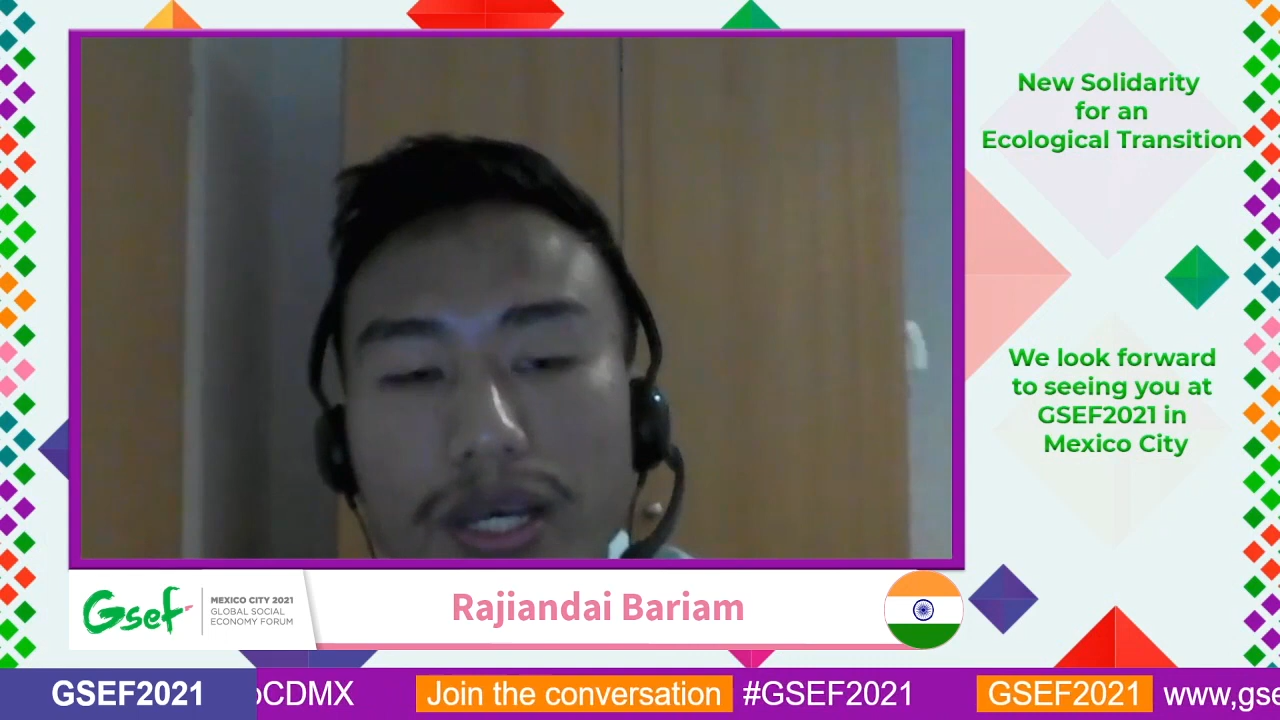 New Solidarity
for an
Ecological Transition
We look forward
to seeing you at
GSEF2021 in
Mexico City
Gsef
MEXICO CITY 2021
GLOBAL SOCIAL
ECONOMY FORUM
Rajiandai Bariam
GSEF2021
oCDMX
Join the conversation
#GSEF2021
GSEF2021
www,gse